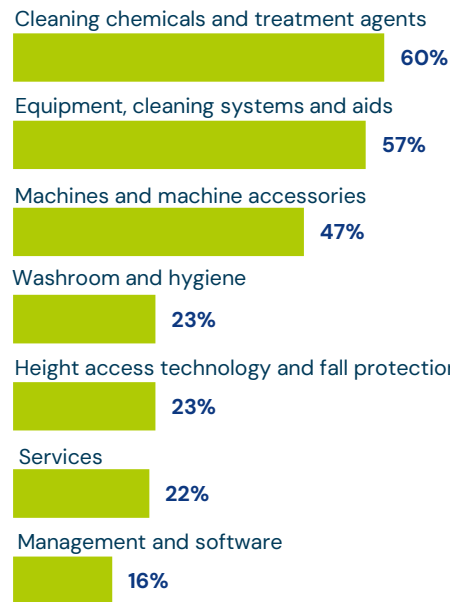 Cleaning chemicals and treatment agents
60%
Equipment, cleaning systems and aids
57%
Machines and machine accessories
47%
Washroom and hygiene
23%
Height access technology and fall protection
23%
Services
22%
Management and software
16%